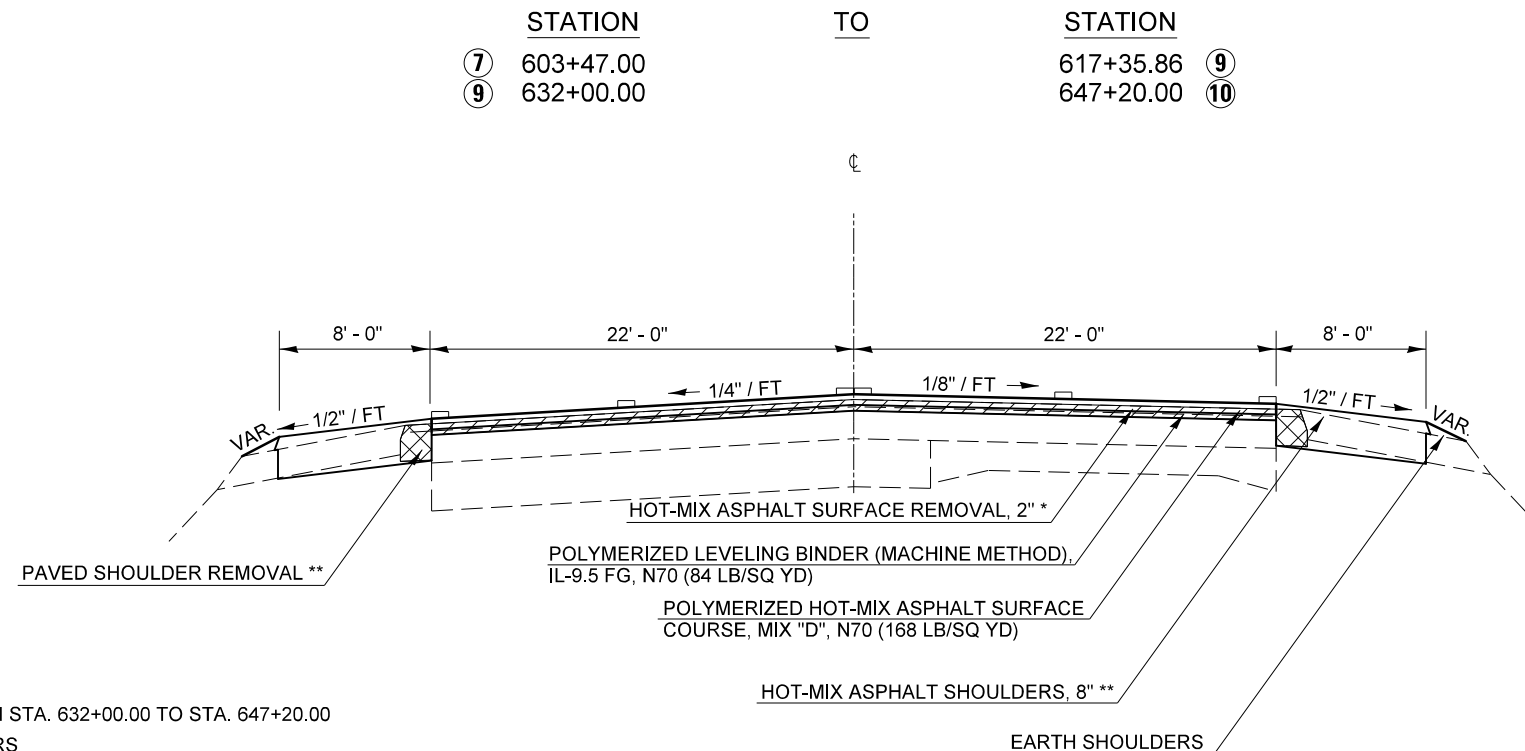 STATION TO STATION
7 603+47.00 617+35.86 9
9 632+00.00 647+20.00 10
℄
8' - 0" 22' - 0" 22' - 0" 8' - 0"
VAR. 1/2" / FT 1/4" / FT 1/8" / FT 1/2" / FT VAR.
HOT-MIX ASPHALT SURFACE REMOVAL, 2" *
POLYMERIZED LEVELING BINDER (MACHINE METHOD),
IL-9.5 FG, N70 (84 LB/SQ YD)
PAVED SHOULDER REMOVAL **
POLYMERIZED HOT-MIX ASPHALT SURFACE
COURSE, MIX "D", N70 (168 LB/SQ YD)
HOT-MIX ASPHALT SHOULDERS, 8" **
STA. 632+00.00 TO STA. 647+20.00
RS
EARTH SHOULDERS